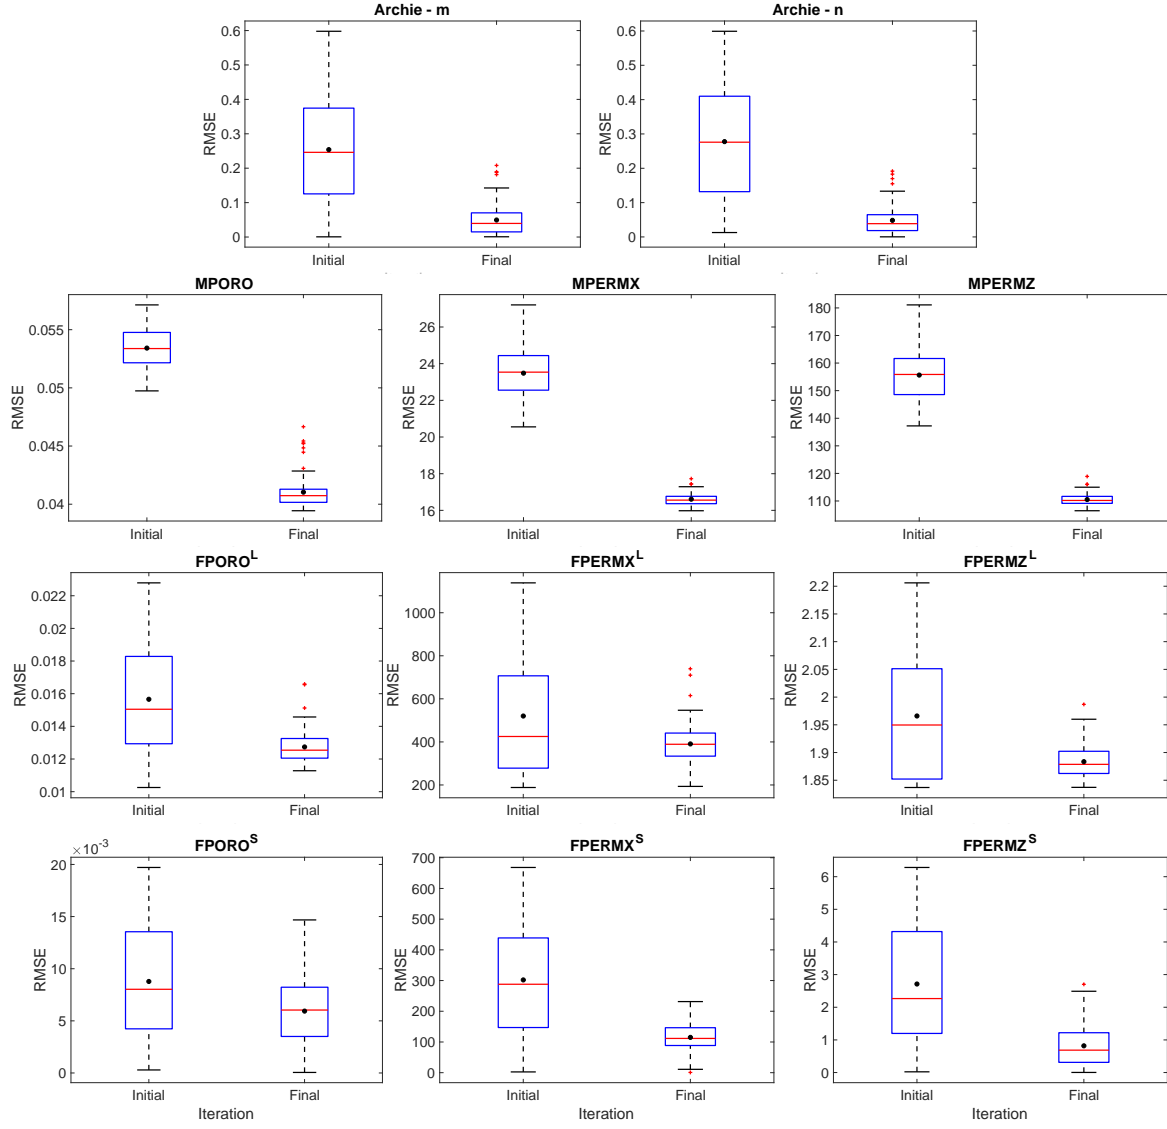 Archie - m
Archie - n
0.6
0.5
0.4
0.3
0.2
0.1
0
RMSE
Initial
Final
0.6
0.5
0.4
0.3
0.2
0.1
0
RMSE
Initial
Final
MPORO
MPERMX
MPERMZ
0.055
0.05
0.045
0.04
RMSE
Initial
Final
26
24
22
20
18
16
RMSE
Initial
Final
180
170
160
150
140
130
120
110
RMSE
Initial
Final
FPORO^L
FPERMX^L
FPERMZ^L
0.022
0.02
0.018
0.016
0.014
0.012
0.01
RMSE
Initial
Final
1000
800
600
400
200
RMSE
Initial
Final
2.2
2.15
2.1
2.05
2
1.95
1.9
1.85
RMSE
Initial
Final
FPORO^S
FPERMX^S
FPERMZ^S
×10^-3
20
15
10
5
0
RMSE
Initial
Final
Iteration
700
600
500
400
300
200
100
0
RMSE
Initial
Final
Iteration
6
5
4
3
2
1
0
RMSE
Initial
Final
Iteration